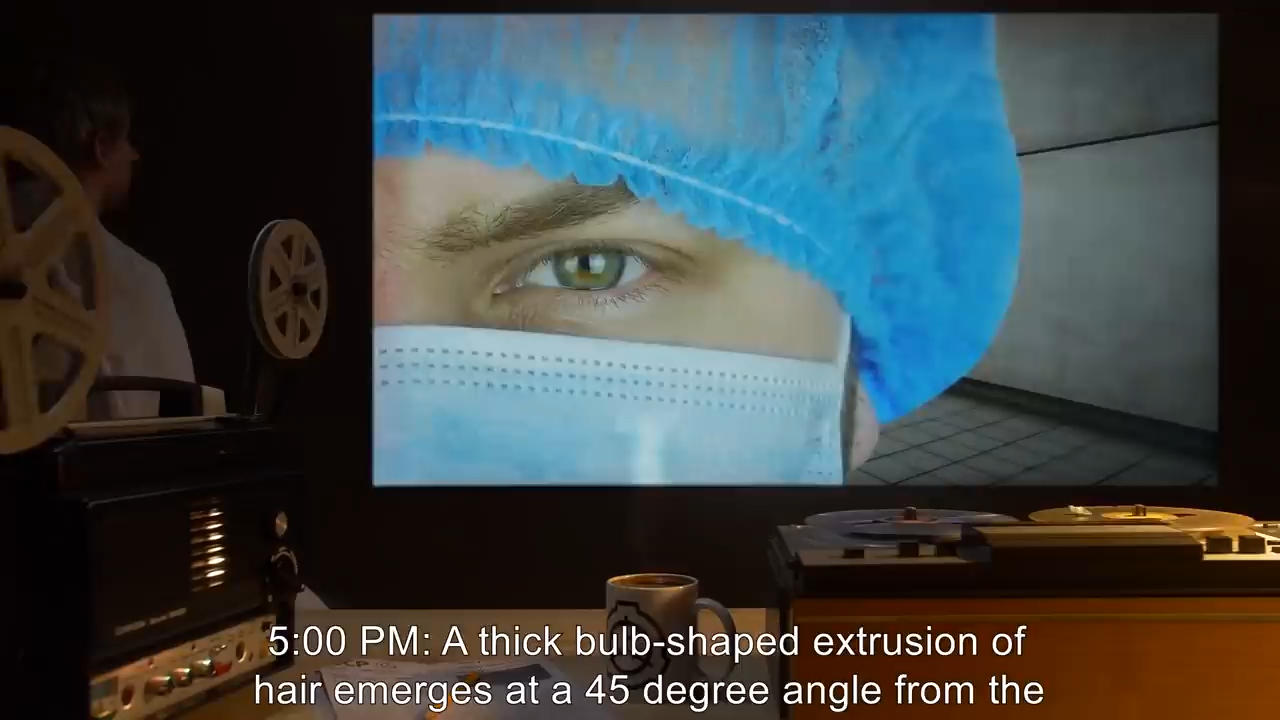 5:00 PM: A thick bulb-shaped extrusion of
hair emerges at a 45 degree angle from the